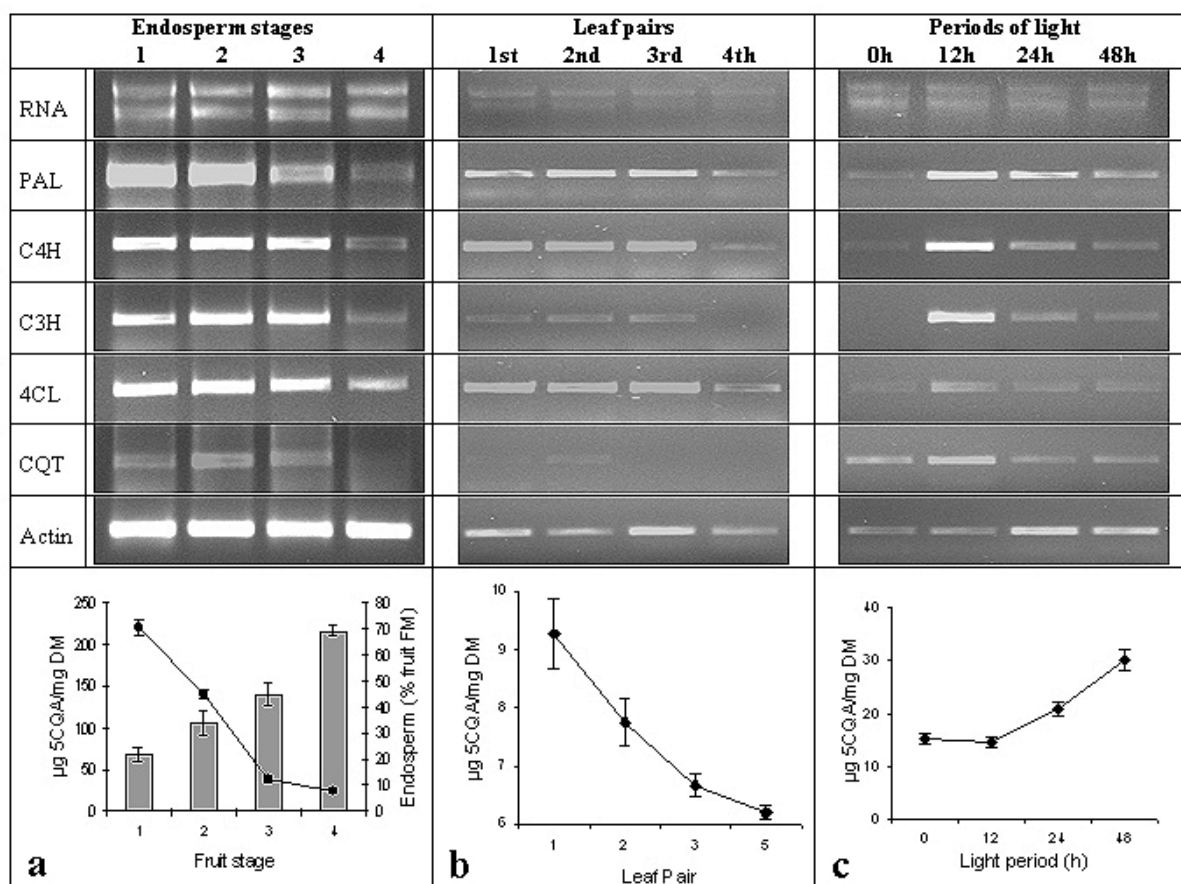 Endosperm stages
1 2 3 4
Leaf pairs
1st 2nd 3rd 4th
Periods of light
0h 12h 24h 48h
RNA
PAL
C4H
C3H
4CL
CQT
Actin
µg 5CQA/mg DM
250
200
150
100
50
0
80
70
60
50
40
30
20
10
0
Endosperm (% fruit FM)
1 2 3 4
Fruit stage
a
µg 5CQA/mg DM
10
9
8
7
6
1 2 3 5
Leaf Pair
b
µg 5CQA/mg DM
40
30
20
10
0
0 12 24 48
Light period (h)
c